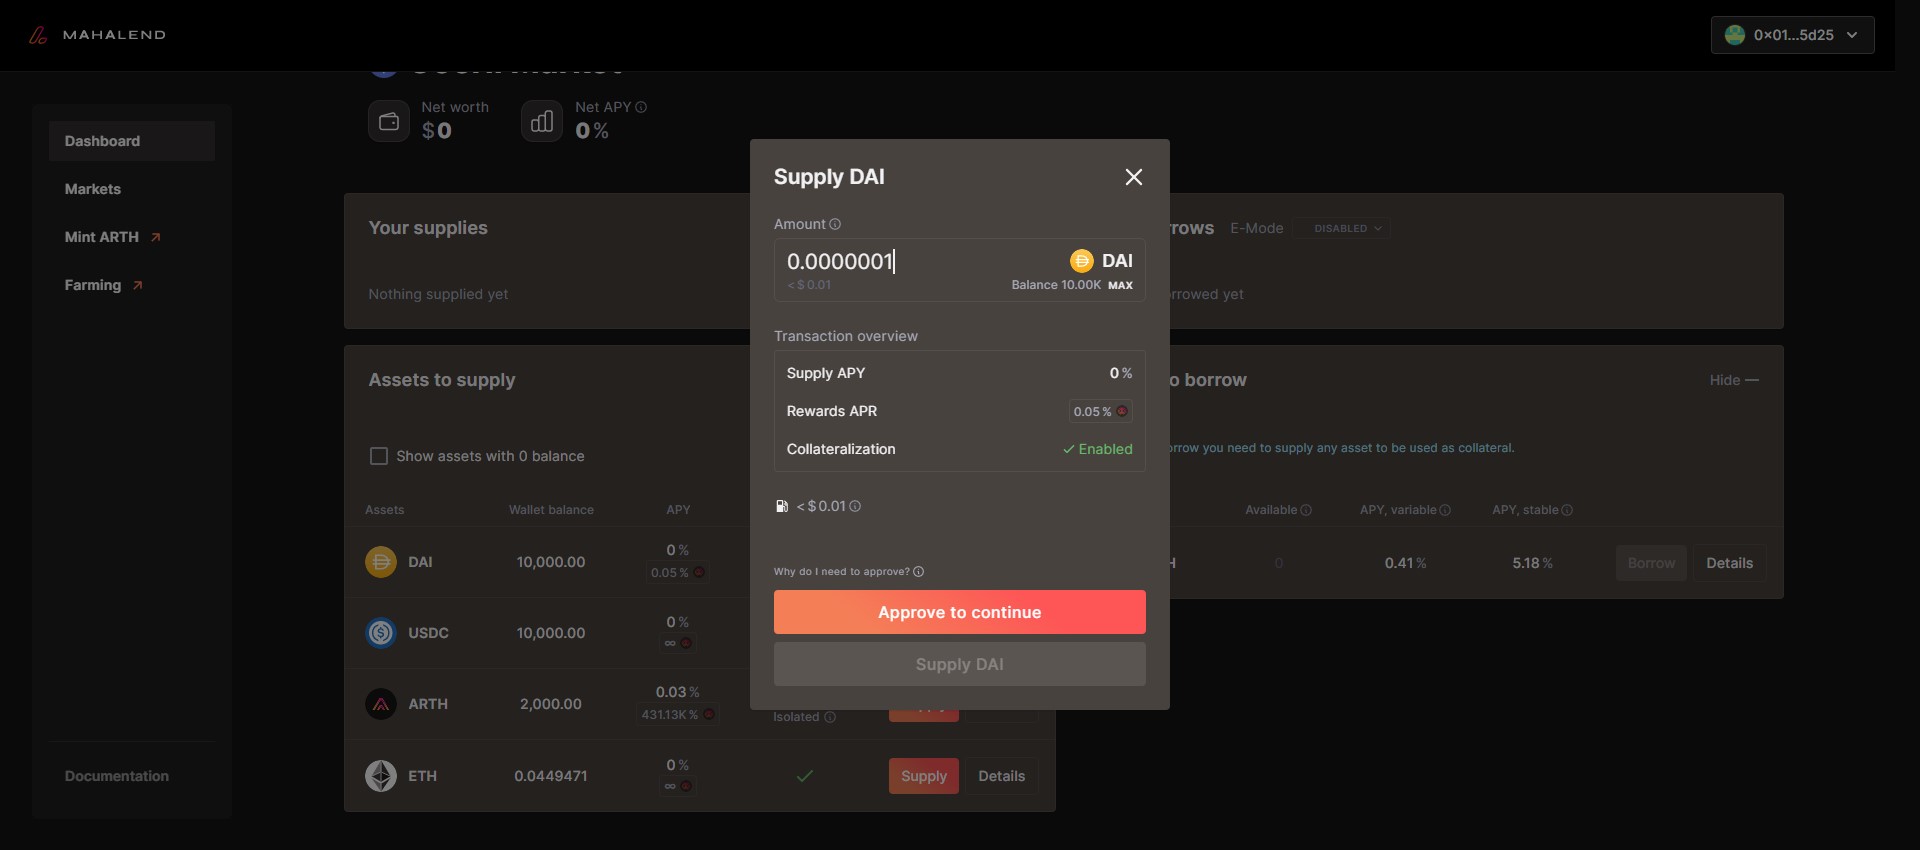 MAHALEND
0×01...5d25
Net worth
$0
Net APY
0 %
Dashboard
Markets
Mint ARTH
Farming
Documentation
Your supplies
Nothing supplied yet
E-Mode
DISABLED
Assets to supply
Show assets with 0 balance
Assets
Wallet balance
APY
DAI
10,000.00
0 %
0.05 %
USDC
10,000.00
0 %
∞
ARTH
2,000.00
0.03 %
431.13K %
Isolated
ETH
0.0449471
0 %
∞
Supply
Details
Supply DAI
Amount
0.0000001
DAI
< $ 0.01
Balance 10.00K MAX
Transaction overview
Supply APY
0 %
Rewards APR
0.05 %
Collateralization
Enabled
< $ 0.01
Why do I need to approve?
Approve to continue
Supply DAI
yet
borrow
Hide
you need to supply any asset to be used as collateral.
Available
APY, variable
APY, stable
0
0.41 %
5.18 %
Borrow
Details